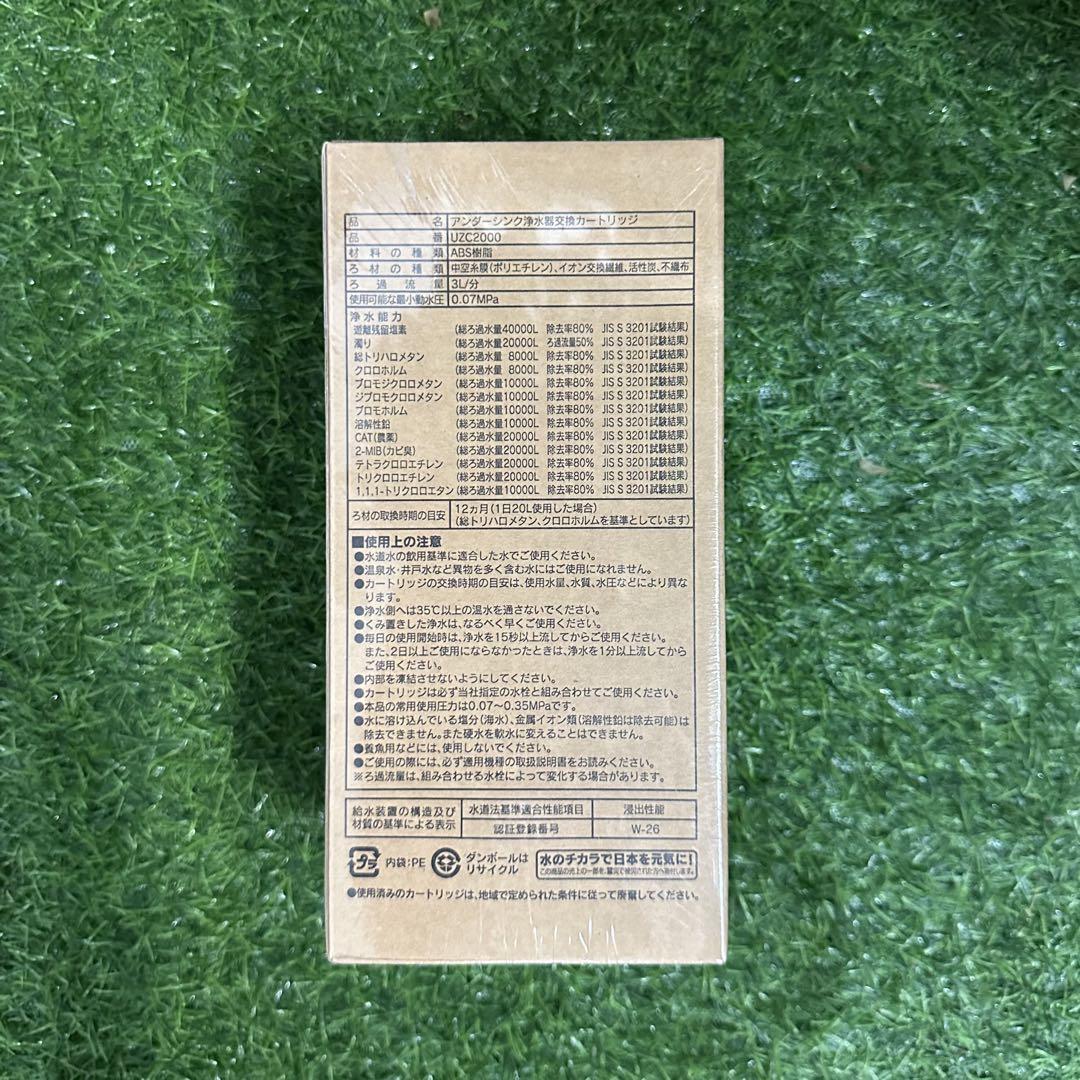 品名 アンダーシンク浄水器交換カートリッジ
品番 UZC2000
材料の種類 ABS樹脂
ろ材の種類 中空糸膜(ポリエチレン)、イオン交換繊維、活性炭、不織布
ろ過流量 3L/分
使用可能な最小動水圧 0.07MPa
浄水能力
遊離残留塩素 (総ろ過水量40000L 除去率80% JIS S 3201試験結果)
濁り (総ろ過水量20000L ろ過流量50% JIS S 3201試験結果)
総トリハロメタン (総ろ過水量 8000L 除去率80% JIS S 3201試験結果)
クロロホルム (総ろ過水量 8000L 除去率80% JIS S 3201試験結果)
ブロモジクロロメタン (総ろ過水量10000L 除去率80% JIS S 3201試験結果)
ジブロモクロロメタン (総ろ過水量10000L 除去率80% JIS S 3201試験結果)
ブロモホルム (総ろ過水量10000L 除去率80% JIS S 3201試験結果)
溶解性鉛 (総ろ過水量10000L 除去率80% JIS S 3201試験結果)
CAT(農薬) (総ろ過水量20000L 除去率80% JIS S 3201試験結果)
2-MIB(カビ臭) (総ろ過水量20000L 除去率80% JIS S 3201試験結果)
テトラクロロエチレン (総ろ過水量20000L 除去率80% JIS S 3201試験結果)
トリクロロエチレン (総ろ過水量20000L 除去率80% JIS S 3201試験結果)
1,1,1-トリクロロエタン (総ろ過水量10000L 除去率80% JIS S 3201試験結果)
ろ材の取換時期の目安 12ヵ月(1日20L使用した場合)
(総トリハロメタン、クロロホルムを基準としています)
■使用上の注意
●水道水の飲用基準に適合した水でご使用ください。
●温泉水・井戸水など異物を多く含む水にはご使用になれません。
●カートリッジの交換時期の目安は、使用水量、水質、水圧などにより異な
ります。
●浄水側へは35℃以上の温水を通さないでください。
●くみ置きした浄水は、なるべく早くご使用ください。
●毎日の使用開始時は、浄水を15秒以上流してからご使用ください。
また、2日以上ご使用にならなかったときは、浄水を1分以上流してから
ご使用ください。
●内部を凍結させないようにしてください。
●カートリッジは必ず当社指定の水栓と組み合わせてご使用ください。
●本品の常用使用圧力は0.07〜0.35MPaです。
●水に溶け込んでいる塩分(海水)、金属イオン類(溶解性鉛は除去可能)は
除去できません。また硬水を軟水に変えることはできません。
●養魚用などには、使用しないでください。
●ご使用の際には、必ず適用機種の取扱説明書をお読みください。
※ろ過流量は、組み合わせる水栓によって変化する場合があります。
給水装置の構造及び 水道法基準適合性能項目 浸出性能
材質の基準による表示 認証登録番号 W-26
プラ 内袋:PE ダンボールは 水のチカラで日本を元気に!
リサイクル この商品の売上の一部を、震災で被災された方へ寄付します。
●使用済みのカートリッジは、地域で定められた条件に従って廃棄してください。